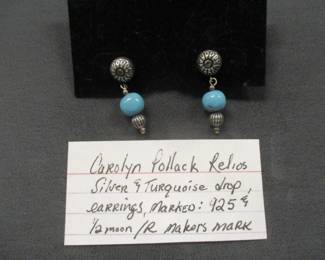 Carolyn Pollack Relios
Silver & Turquoise drop,
earrings, marked: 925 &
1/2 moon /R makers mark